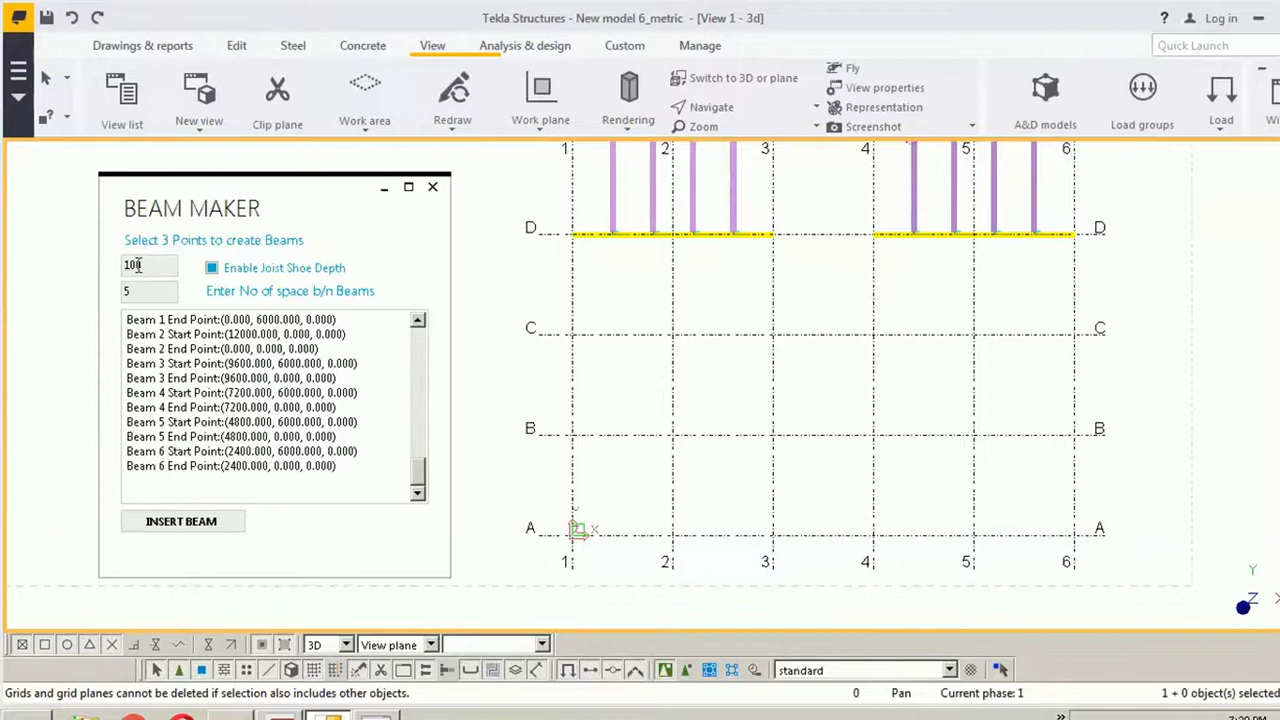 Tekla Structures - New model 6_metric - [View 1 - 3d]
? Log in
Drawings & reports Edit Steel Concrete View Analysis & design Custom Manage
Quick Launch
View list
New view
Clip plane
Work area
Redraw
Work plane
Rendering
Switch to 3D or plane
Navigate
Zoom
Fly
View properties
Representation
Screenshot
A&D models
Load groups
Load
BEAM MAKER
Select 3 Points to create Beams
100
Enable Joist Shoe Depth
5
Enter No of space b/n Beams
Beam 1 End Point:(0.000, 6000.000, 0.000)
Beam 2 Start Point:(12000.000, 0.000, 0.000)
Beam 2 End Point:(0.000, 0.000, 0.000)
Beam 3 Start Point:(9600.000, 6000.000, 0.000)
Beam 3 End Point:(9600.000, 0.000, 0.000)
Beam 4 Start Point:(7200.000, 6000.000, 0.000)
Beam 4 End Point:(7200.000, 0.000, 0.000)
Beam 5 Start Point:(4800.000, 6000.000, 0.000)
Beam 5 End Point:(4800.000, 0.000, 0.000)
Beam 6 Start Point:(2400.000, 6000.000, 0.000)
Beam 6 End Point:(2400.000, 0.000, 0.000)
INSERT BEAM
1 2 3 4 5 6
D D
C C
B B
A X A
1 2 3 4 5 6
Y
Z
3D View plane
standard
Grids and grid planes cannot be deleted if selection also includes other objects. 0 Pan Current phase: 1 1 + 0 object(s) selected